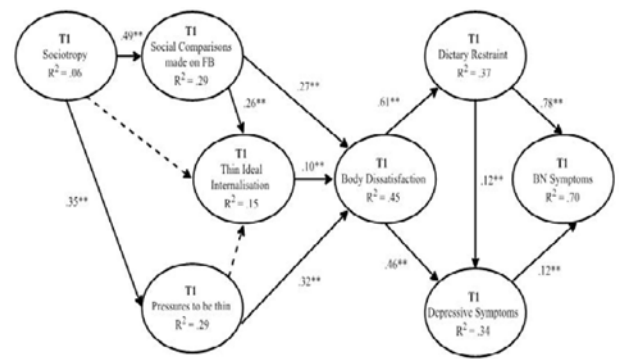 T1
Sociotropy
R² = .06
.49**
T1
Social Comparisons
made on FB
R² = .29
T1
Dietary Restraint
R² = .37
.27**
.26**
.61**
.78**
T1
Thin Ideal
Internalisation
R² = .15
.10**
T1
Body Dissatisfaction
R² = .45
T1
BN Symptoms
R² = .70
.35**
.12**
.32**
.46**
.12**
T1
Pressures to be thin
R² = .29
T1
Depressive Symptoms
R² = .34